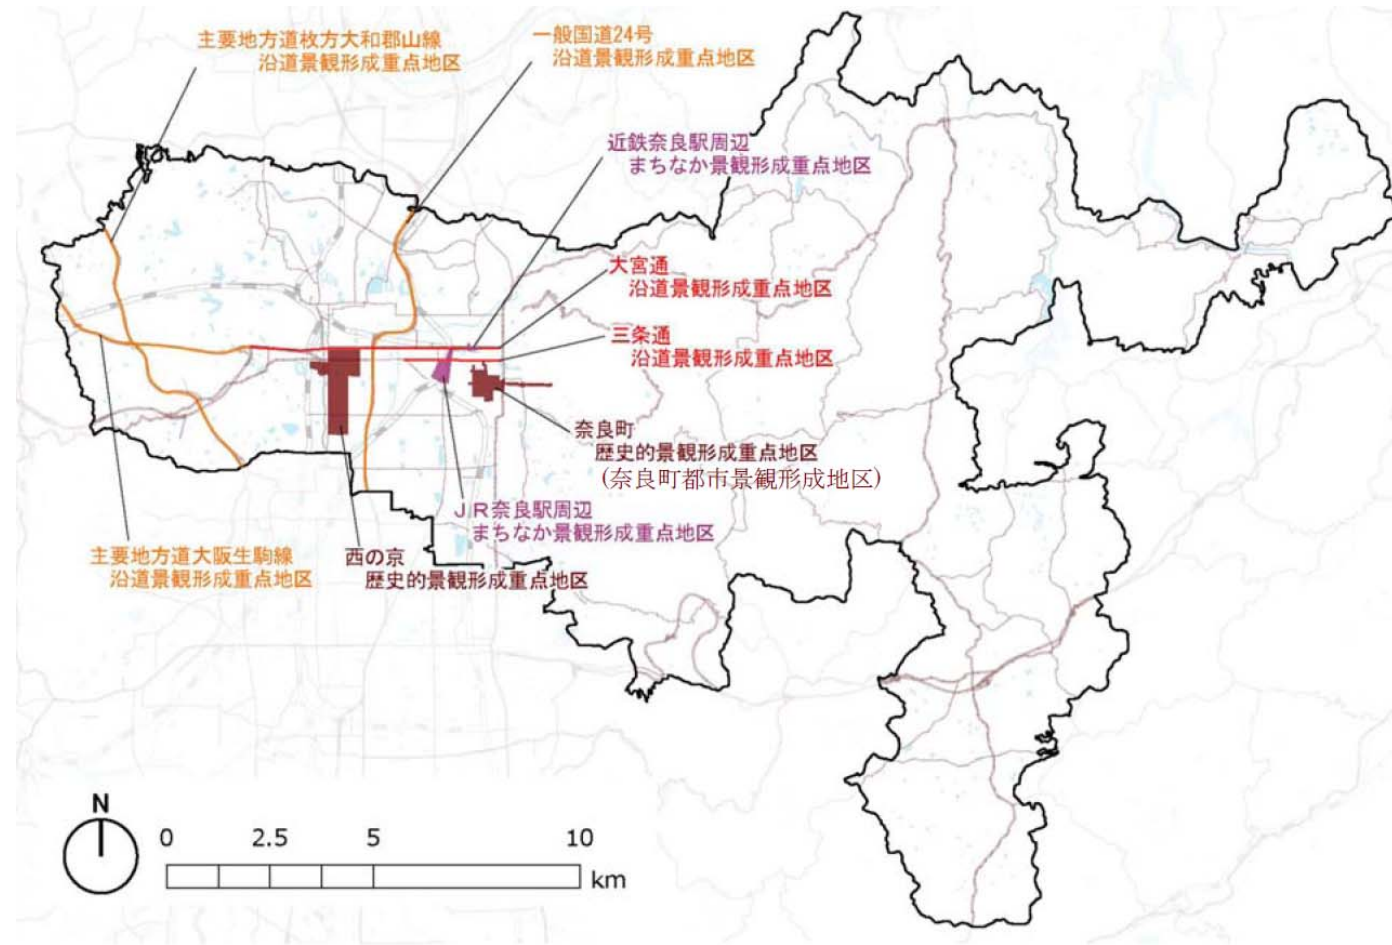 主要地方道枚方大和郡山線
沿道景観形成重点地区
一般国道24号
沿道景観形成重点地区
近鉄奈良駅周辺
まちなか景観形成重点地区
大宮通
沿道景観形成重点地区
三条通
沿道景観形成重点地区
奈良町
歴史的景観形成重点地区
(奈良町都市景観形成地区)
JR奈良駅周辺
まちなか景観形成重点地区
西の京
歴史的景観形成重点地区
主要地方道大阪生駒線
沿道景観形成重点地区
N
0 2.5 5 10
km